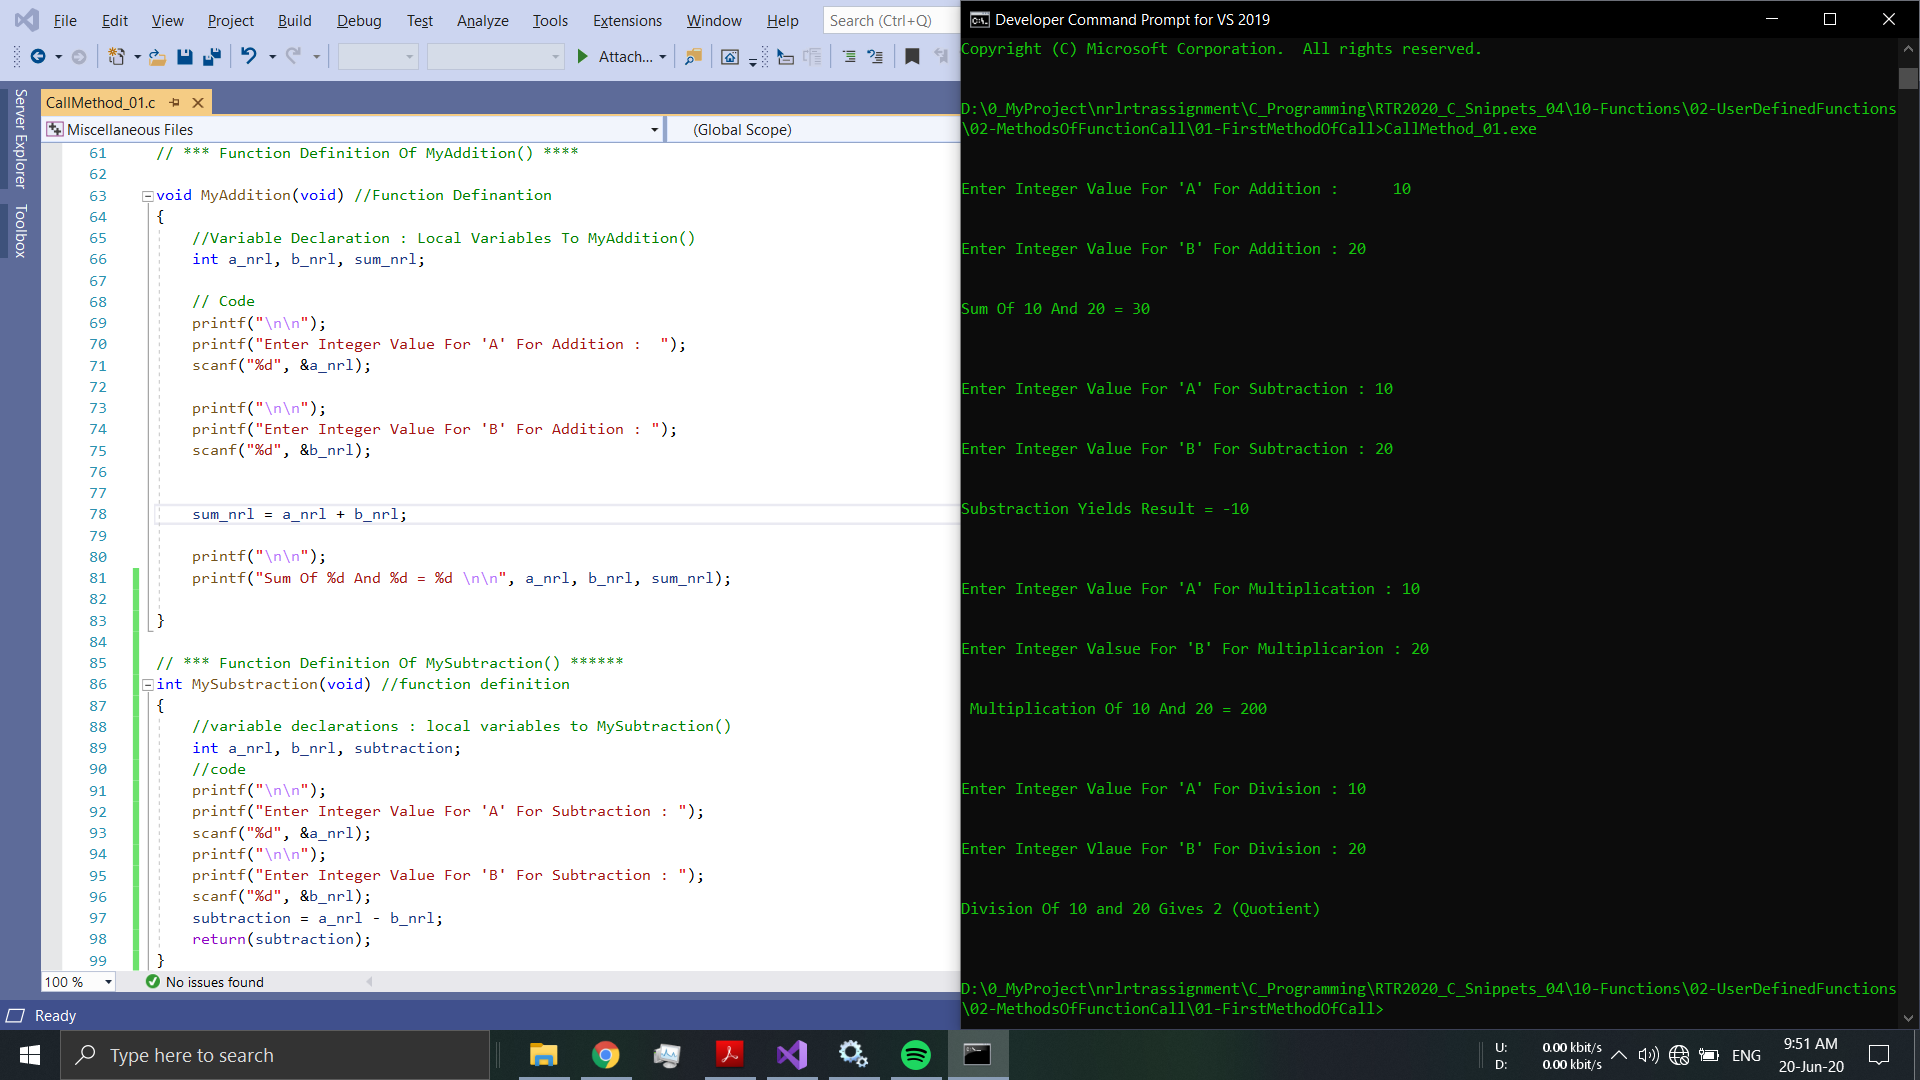 File Edit View Project Build Debug Test Analyze Tools Extensions Window Help Search (Ctrl+Q)
Attach...
Server Explorer
Toolbox
CallMethod_01.c
Miscellaneous Files (Global Scope)
61 // *** Function Definition Of MyAddition() ****
62
63 void MyAddition(void) //Function Definantion
64 {
65 //Variable Declaration : Local Variables To MyAddition()
66 int a_nrl, b_nrl, sum_nrl;
67
68 // Code
69 printf("\n\n");
70 printf("Enter Integer Value For 'A' For Addition :  ");
71 scanf("%d", &a_nrl);
72
73 printf("\n\n");
74 printf("Enter Integer Value For 'B' For Addition : ");
75 scanf("%d", &b_nrl);
76
77
78 sum_nrl = a_nrl + b_nrl;
79
80 printf("\n\n");
81 printf("Sum Of %d And %d = %d \n\n", a_nrl, b_nrl, sum_nrl);
82
83 }
84
85 // *** Function Definition Of MySubtraction() ******
86 int MySubstraction(void) //function definition
87 {
88 //variable declarations : local variables to MySubtraction()
89 int a_nrl, b_nrl, subtraction;
90 //code
91 printf("\n\n");
92 printf("Enter Integer Value For 'A' For Subtraction : ");
93 scanf("%d", &a_nrl);
94 printf("\n\n");
95 printf("Enter Integer Value For 'B' For Subtraction : ");
96 scanf("%d", &b_nrl);
97 subtraction = a_nrl - b_nrl;
98 return(subtraction);
99 }
100 % No issues found
Ready
Developer Command Prompt for VS 2019
Copyright (C) Microsoft Corporation.  All rights reserved.
D:\0_MyProject\nrlrtrassignment\C_Programming\RTR2020_C_Snippets_04\10-Functions\02-UserDefinedFunctions
\02-MethodsOfFunctionCall\01-FirstMethodOfCall>CallMethod_01.exe
Enter Integer Value For 'A' For Addition :      10
Enter Integer Value For 'B' For Addition : 20
Sum Of 10 And 20 = 30
Enter Integer Value For 'A' For Subtraction : 10
Enter Integer Value For 'B' For Subtraction : 20
Substraction Yields Result = -10
Enter Integer Value For 'A' For Multiplication : 10
Enter Integer Valsue For 'B' For Multiplicarion : 20
Multiplication Of 10 And 20 = 200
Enter Integer Value For 'A' For Division : 10
Enter Integer Vlaue For 'B' For Division : 20
Division Of 10 and 20 Gives 2 (Quotient)
D:\0_MyProject\nrlrtrassignment\C_Programming\RTR2020_C_Snippets_04\10-Functions\02-UserDefinedFunctions
\02-MethodsOfFunctionCall\01-FirstMethodOfCall>
Type here to search
U: 0.00 kbit/s
D: 0.00 kbit/s
ENG
9:51 AM
20-Jun-20